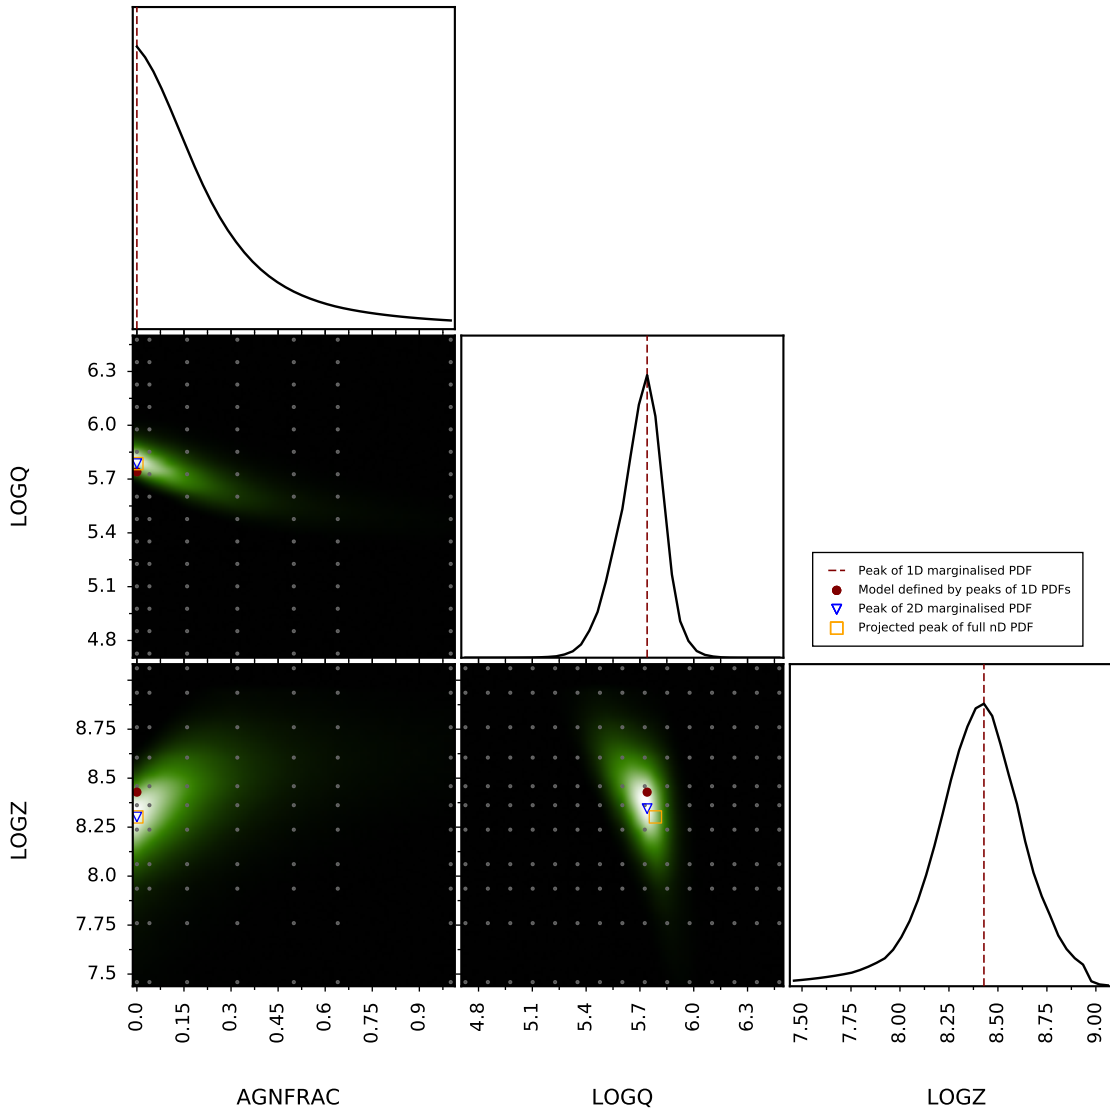 6.3
6.0
5.7
5.4
5.1
4.8
LOGQ
Peak of 1D marginalised PDF
Model defined by peaks of 1D PDFs
Peak of 2D marginalised PDF
Projected peak of full nD PDF
8.75
8.5
8.25
8.0
7.75
7.5
LOGZ
0.0 0.15 0.3 0.45 0.6 0.75 0.9
4.8 5.1 5.4 5.7 6.0 6.3
7.50 7.75 8.00 8.25 8.50 8.75 9.00
AGNFRAC
LOGQ
LOGZ